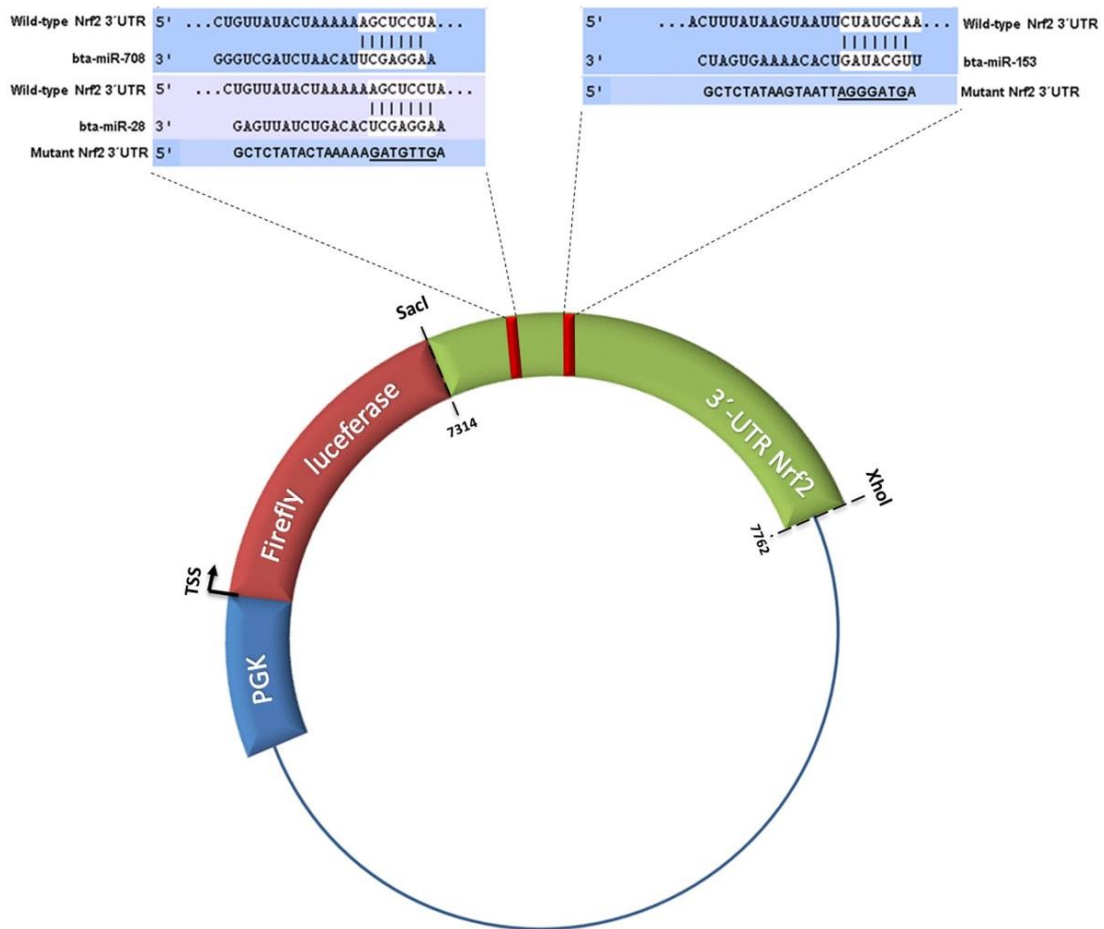 Wild-type Nrf2 3´UTR 5' ...CUGUUAUACUAAAAAAGCUCCUA...
bta-miR-708 3' GGGUCGAUCUAACAUUCGAGGAA
Wild-type Nrf2 3´UTR 5' ...CUGUUAUACUAAAAAAGCUCCUA...
bta-miR-28 3' GAGUUAUCUGACACUCGAGGAA
Mutant Nrf2 3´UTR 5' GCTCTATACTAAAAAGATGTTGA
5' ...ACUUUAUAAGUAAUUCUAUGCAA... Wild-type Nrf2 3´UTR
3' CUAGUGAAAACACUGAUACGUU bta-miR-153
5' GCTCTATAAGTAATTAGGGATGA Mutant Nrf2 3´UTR
SacI
7314
Firefly luceferase
3´-UTR Nrf2
XhoI
7762
TSS
PGK